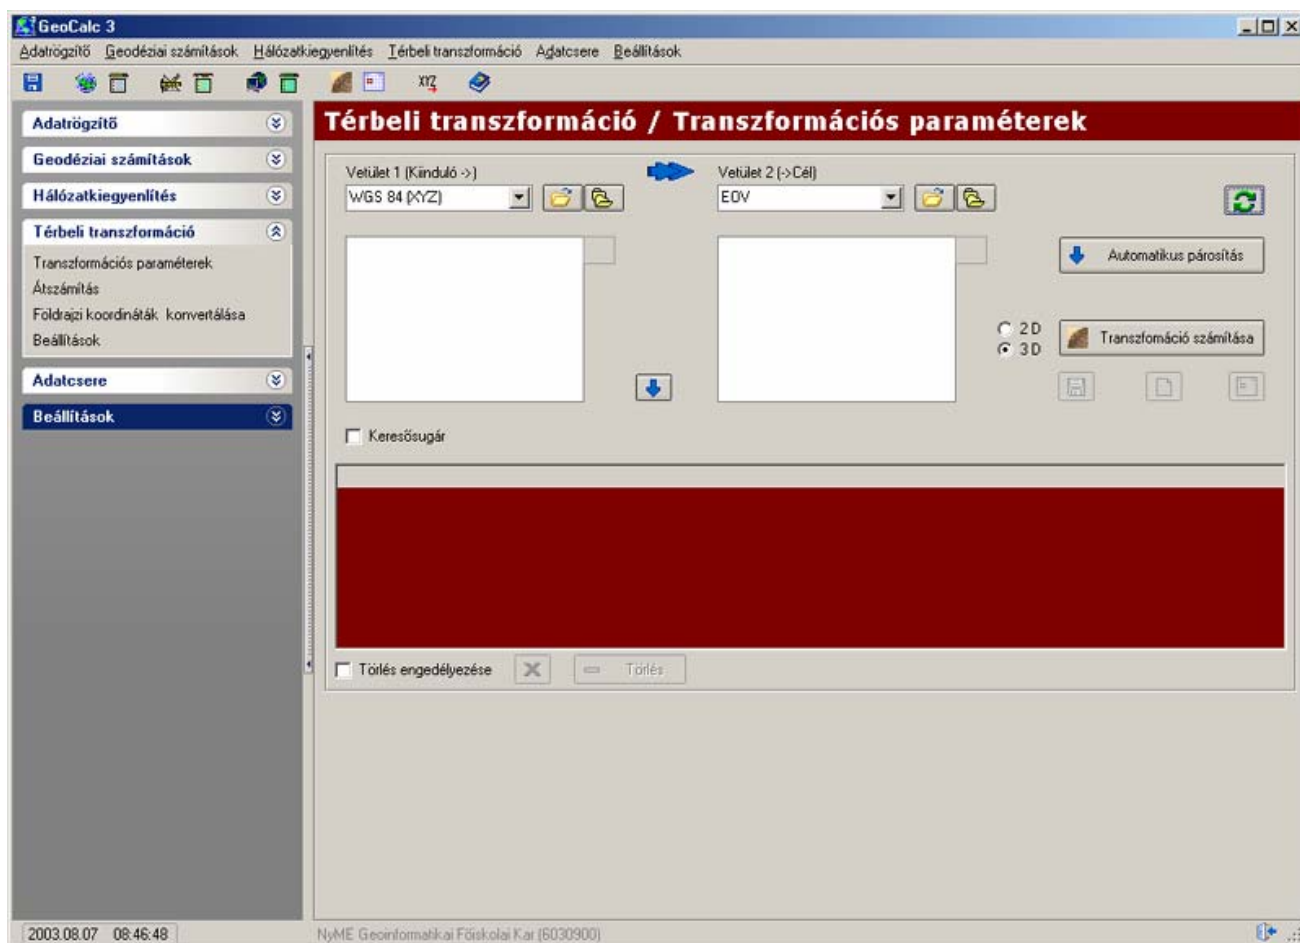 GeoCalc 3
Adatrögzítő Geodéziai számítások Hálózatkiegyenlítés Térbeli transzformáció Adatcsere Beállítások
XYZ
Adatrögzítő
Geodéziai számítások
Hálózatkiegyenlítés
Térbeli transzformáció
Transzformációs paraméterek
Átszámítás
Földrajzi koordináták konvertálása
Beállítások
Adatcsere
Beállítások
Térbeli transzformáció / Transzformációs paraméterek
Vetület 1 (Kiinduló ->)
WGS 84 (XYZ)
Vetület 2 (->Cél)
EOV
Automatikus párosítás
2D
3D
Transzfomáció számítása
Keresősugár
Törlés engedélyezése
Törlés
2003.08.07 08:46:48
NyME Geoinformatikai Főiskolai Kar (6030900)